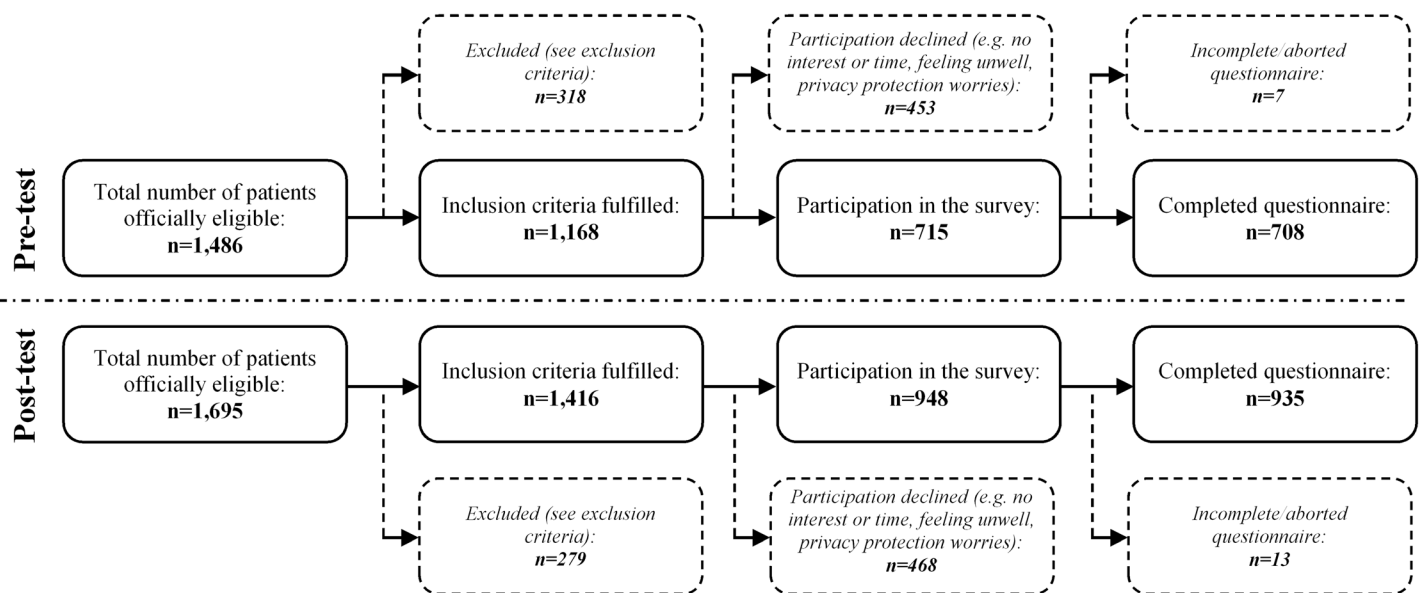 Pre-test
Excluded (see exclusion
criteria):
n=318
Participation declined (e.g. no
interest or time, feeling unwell,
privacy protection worries):
n=453
Incomplete/aborted
questionnaire:
n=7
Total number of patients
officially eligible:
n=1,486
Inclusion criteria fulfilled:
n=1,168
Participation in the survey:
n=715
Completed questionnaire:
n=708
Post-test
Total number of patients
officially eligible:
n=1,695
Inclusion criteria fulfilled:
n=1,416
Participation in the survey:
n=948
Completed questionnaire:
n=935
Excluded (see exclusion
criteria):
n=279
Participation declined (e.g. no
interest or time, feeling unwell,
privacy protection worries):
n=468
Incomplete/aborted
questionnaire:
n=13